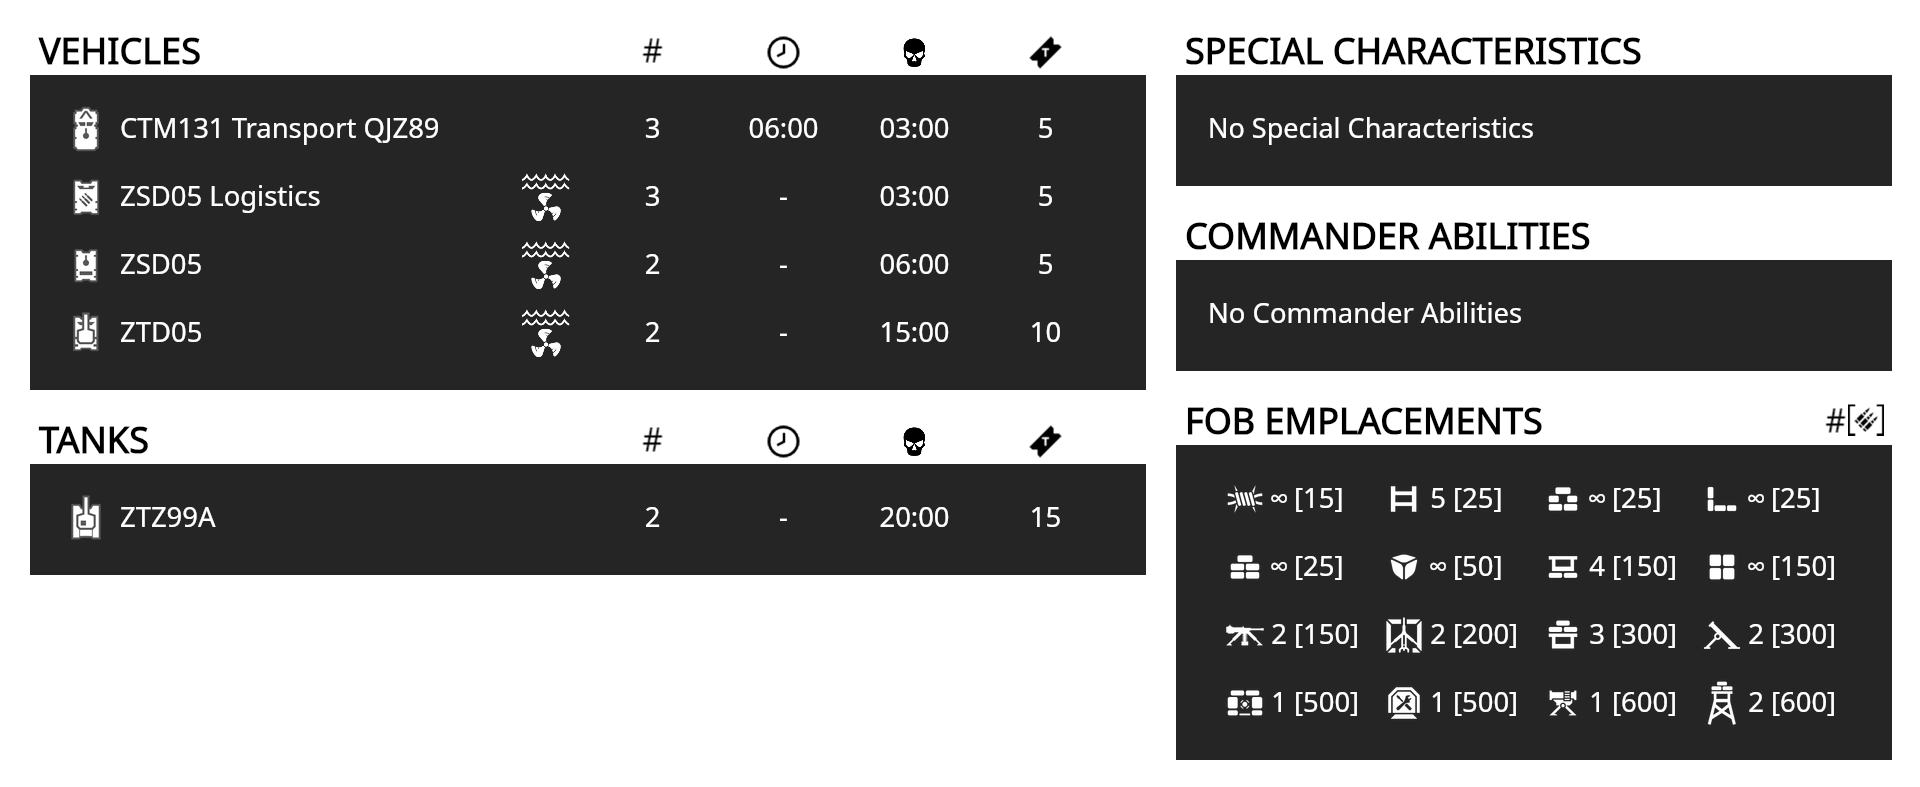 VEHICLES #
CTM131 Transport QJZ89 3 06:00 03:00 5
ZSD05 Logistics 3 - 03:00 5
ZSD05 2 - 06:00 5
ZTD05 2 - 15:00 10
TANKS #
ZTZ99A 2 - 20:00 15
SPECIAL CHARACTERISTICS
No Special Characteristics
COMMANDER ABILITIES
No Commander Abilities
FOB EMPLACEMENTS #[]
∞ [15] 5 [25] ∞ [25] ∞ [25]
∞ [25] ∞ [50] 4 [150] ∞ [150]
2 [150] 2 [200] 3 [300] 2 [300]
1 [500] 1 [500] 1 [600] 2 [600]